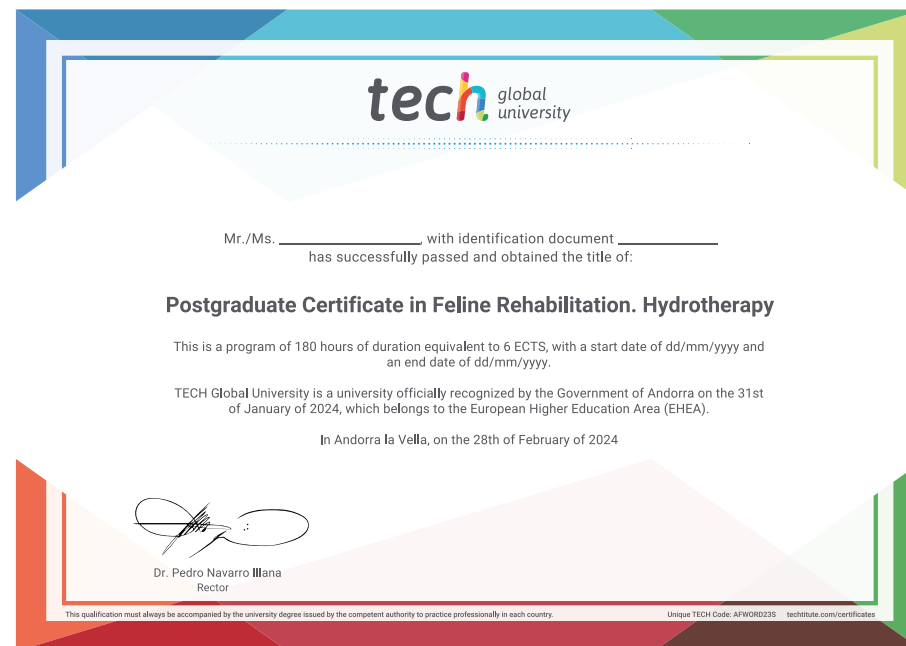 tech global
university
Mr./Ms. ____________________, with identification document ______________
has successfully passed and obtained the title of:
Postgraduate Certificate in Feline Rehabilitation. Hydrotherapy
This is a program of 180 hours of duration equivalent to 6 ECTS, with a start date of dd/mm/yyyy and
an end date of dd/mm/yyyy.
TECH Global University is a university officially recognized by the Government of Andorra on the 31st
of January of 2024, which belongs to the European Higher Education Area (EHEA).
In Andorra la Vella, on the 28th of February of 2024
Dr. Pedro Navarro Illana
Rector
This qualification must always be accompanied by the university degree issued by the competent authority to practice professionally in each country.
Unique TECH Code: AFWORD23S techtitute.com/certificates